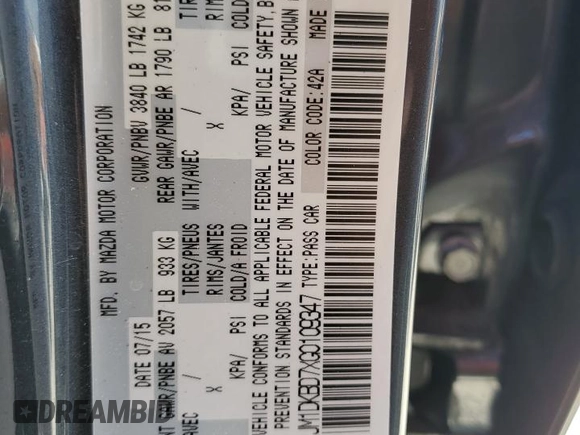 MFD. BY MAZDA MOTOR CORPORATION
DATE 07/15 GVWR/PNBV 3840 LB 1742 KG
GAWR/PNBE AV 2057 LB 933 KG REAR GAWR/PNBE AR 1790 LB
AVEC / TIRES/PNEUS WITH/AVEC / TIRES
X RIMS/JANTES X RIMS
KPA/ PSI COLD/A FROID KPA/ PSI COLD
VEHICLE CONFORMS TO ALL APPLICABLE FEDERAL MOTOR VEHICLE SAFETY, B
PREVENTION STANDARDS IN EFFECT ON THE DATE OF MANUFACTURE SHOWN
JM1DKBD7XG0109347 TYPE:PASS CAR COLOR CODE:42A MADE
DREAMBID